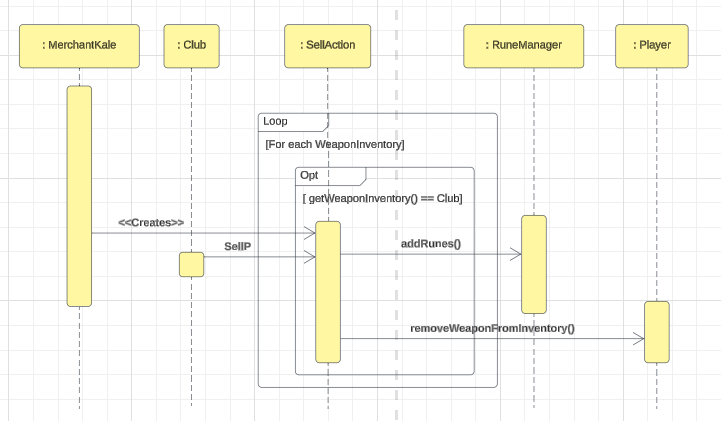 : MerchantKale
: Club
: SellAction
: RuneManager
: Player
Loop
[For each WeaponInventory]
Opt
[ getWeaponInventory() == Club]
<<Creates>>
SellP
addRunes()
removeWeaponFromInventory()